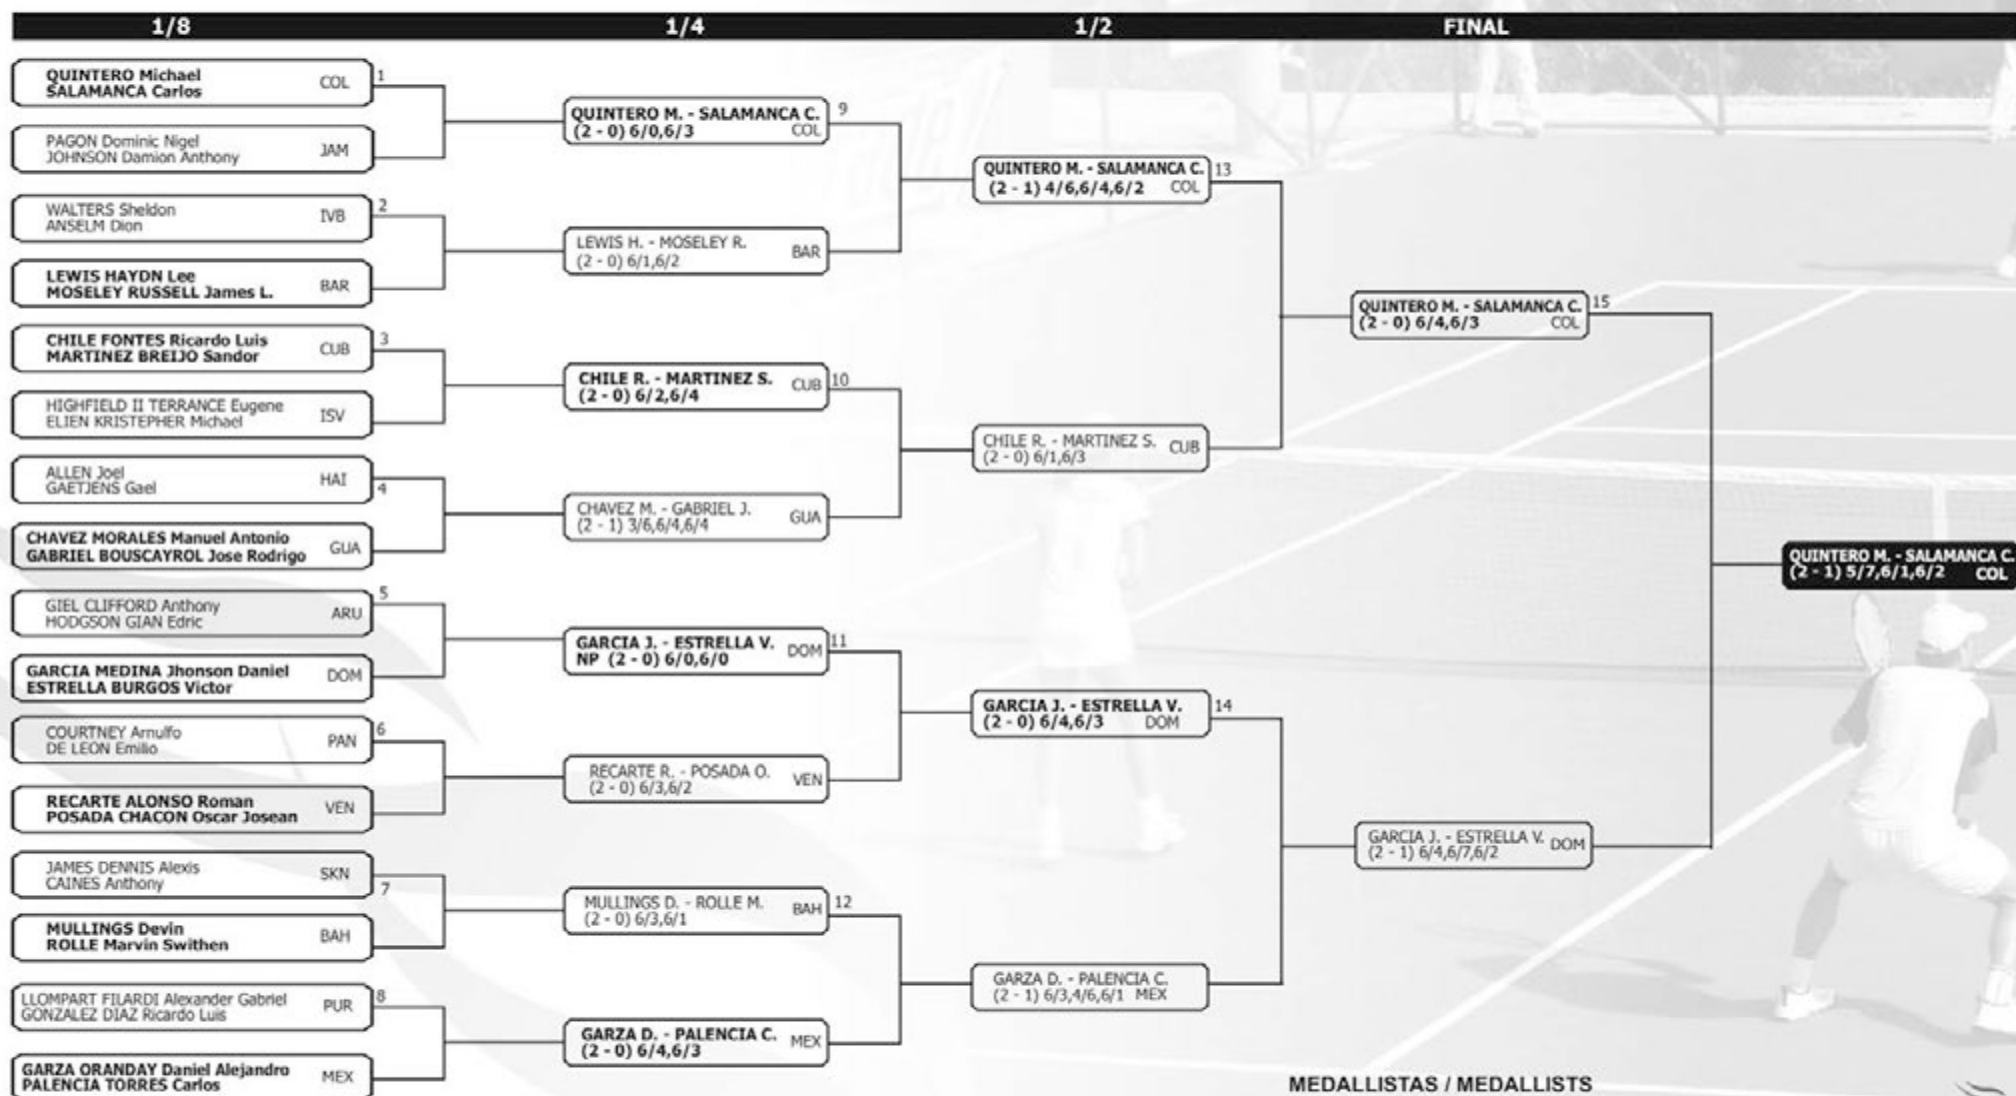 1/8 1/4 1/2 FINAL
QUINTERO Michael
SALAMANCA Carlos
COL
1
PAGON Dominic Nigel
JOHNSON Damion Anthony
JAM
WALTERS Sheldon
ANSELM Dion
IVB
2
LEWIS HAYDN Lee
MOSELEY RUSSELL James L.
BAR
CHILE FONTES Ricardo Luis
MARTINEZ BREIJO Sandor
CUB
3
HIGHFIELD II TERRANCE Eugene
ELIEN KRISTEPHER Michael
ISV
ALLEN Joel
GAETJENS Gael
HAI
4
CHAVEZ MORALES Manuel Antonio
GABRIEL BOUSCAYROL Jose Rodrigo
GUA
GIEL CLIFFORD Anthony
HODGSON GIAN Edric
ARU
5
GARCIA MEDINA Jhonson Daniel
ESTRELLA BURGOS Victor
DOM
COURTNEY Arnulfo
DE LEON Emilio
PAN
6
RECARTE ALONSO Roman
POSADA CHACON Oscar Josean
VEN
JAMES DENNIS Alexis
CAINES Anthony
SKN
7
MULLINGS Devin
ROLLE Marvin Swithen
BAH
LLOMPART FILARDI Alexander Gabriel
GONZALEZ DIAZ Ricardo Luis
PUR
8
GARZA ORANDAY Daniel Alejandro
PALENCIA TORRES Carlos
MEX
QUINTERO M. - SALAMANCA C.
(2 - 0) 6/0,6/3 COL
9
LEWIS H. - MOSELEY R.
(2 - 0) 6/1,6/2
BAR
CHILE R. - MARTINEZ S.
(2 - 0) 6/2,6/4
CUB
10
CHAVEZ M. - GABRIEL J.
(2 - 1) 3/6,6/4,6/4
GUA
GARCIA J. - ESTRELLA V.
NP (2 - 0) 6/0,6/0
DOM
11
RECARTE R. - POSADA O.
(2 - 0) 6/3,6/2
VEN
MULLINGS D. - ROLLE M.
(2 - 0) 6/3,6/1
BAH
12
GARZA D. - PALENCIA C.
(2 - 0) 6/4,6/3
MEX
QUINTERO M. - SALAMANCA C.
(2 - 1) 4/6,6/4,6/2 COL
13
CHILE R. - MARTINEZ S.
(2 - 0) 6/1,6/3
CUB
GARCIA J. - ESTRELLA V.
(2 - 0) 6/4,6/3 DOM
14
GARZA D. - PALENCIA C.
(2 - 1) 6/3,4/6,6/1 MEX
QUINTERO M. - SALAMANCA C.
(2 - 0) 6/4,6/3 COL
15
GARCIA J. - ESTRELLA V.
(2 - 1) 6/4,6/7,6/2
DOM
QUINTERO M. - SALAMANCA C.
(2 - 1) 5/7,6/1,6/2 COL
MEDALLISTAS / MEDALLISTS